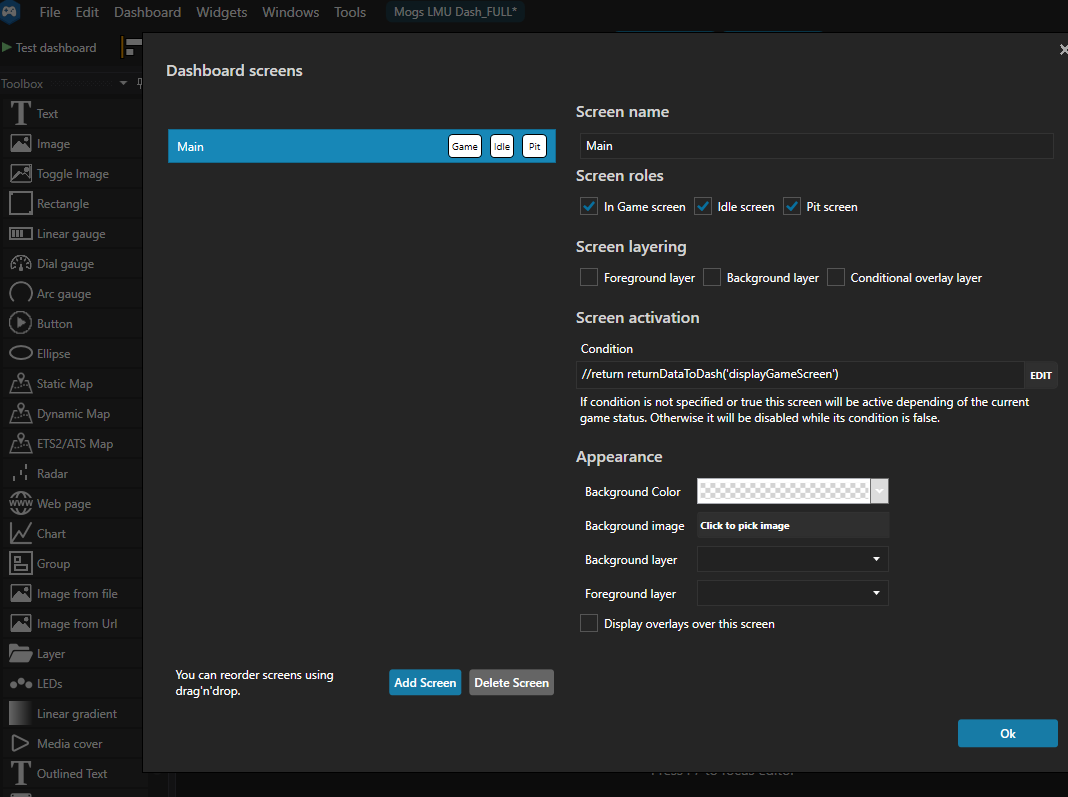 File Edit Dashboard Widgets Windows Tools Mogs LMU Dash_FULL*
Test dashboard
Toolbox
Text
Image
Toggle Image
Rectangle
Linear gauge
Dial gauge
Arc gauge
Button
Ellipse
Static Map
Dynamic Map
ETS2/ATS Map
Radar
www Web page
Chart
Group
Image from file
Image from Url
Layer
LEDs
Linear gradient
Media cover
Outlined Text
Dashboard screens
Main Game Idle Pit
You can reorder screens using
drag'n'drop.
Add Screen Delete Screen
Screen name
Main
Screen roles
In Game screen Idle screen Pit screen
Screen layering
Foreground layer Background layer Conditional overlay layer
Screen activation
Condition
//return returnDataToDash('displayGameScreen') EDIT
If condition is not specified or true this screen will be active depending of the current
game status. Otherwise it will be disabled while its condition is false.
Appearance
Background Color
Background image Click to pick image
Background layer
Foreground layer
Display overlays over this screen
Ok